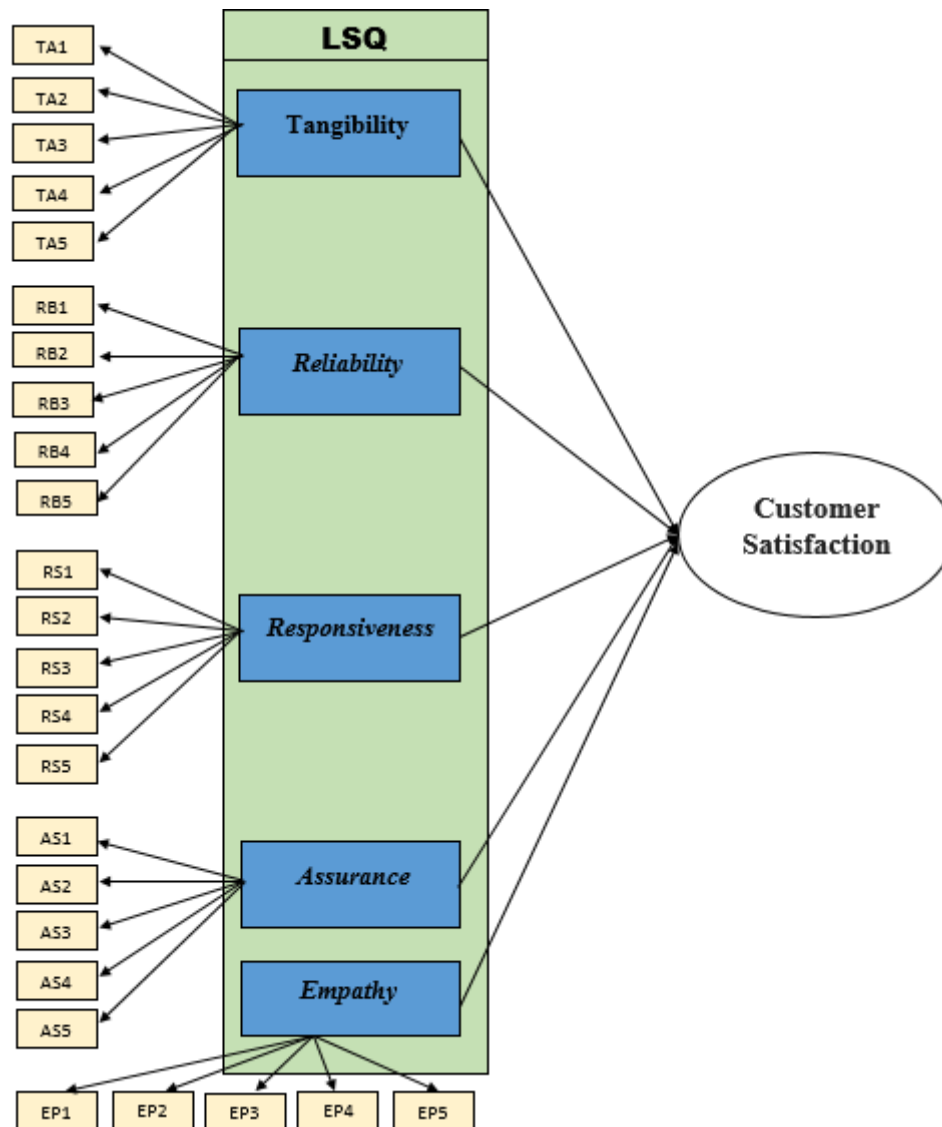 LSQ
TA1
TA2
TA3
TA4
TA5
Tangibility
RB1
RB2
RB3
RB4
RB5
Reliability
RS1
RS2
RS3
RS4
RS5
Responsiveness
AS1
AS2
AS3
AS4
AS5
Assurance
Empathy
EP1
EP2
EP3
EP4
EP5
Customer
Satisfaction